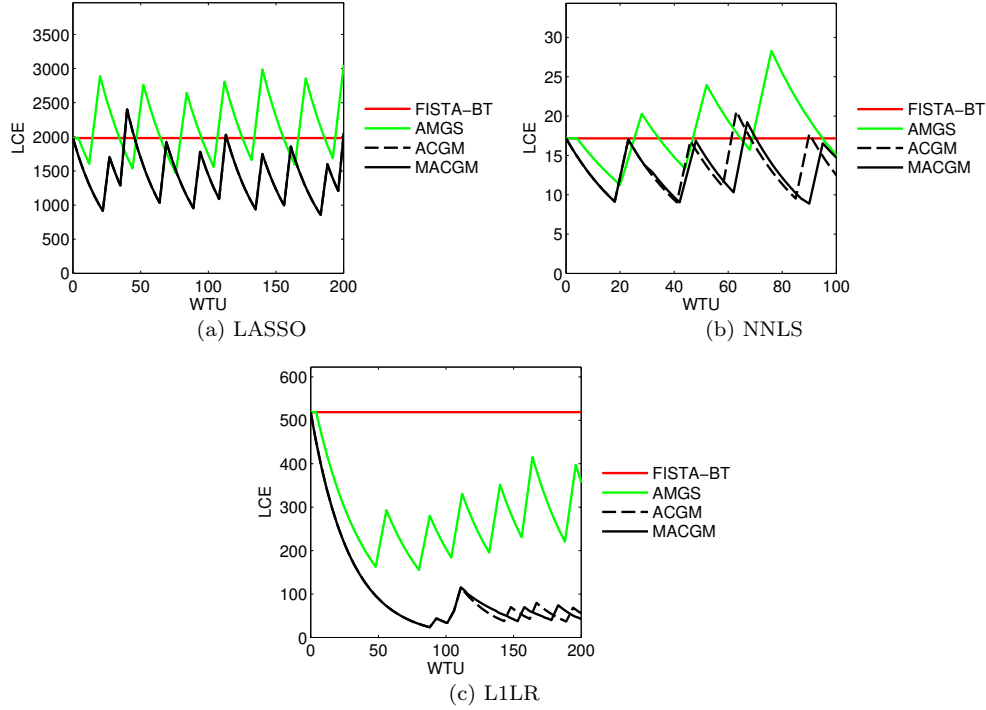 LCE
3500
3000
2500
2000
1500
1000
500
0
0 50 100 150 200
WTU
FISTA-BT
AMGS
ACGM
MACGM
(a) LASSO
LCE
30
25
20
15
10
5
0
0 20 40 60 80 100
WTU
FISTA-BT
AMGS
ACGM
MACGM
(b) NNLS
LCE
600
500
400
300
200
100
0
0 50 100 150 200
WTU
FISTA-BT
AMGS
ACGM
MACGM
(c) L1LR